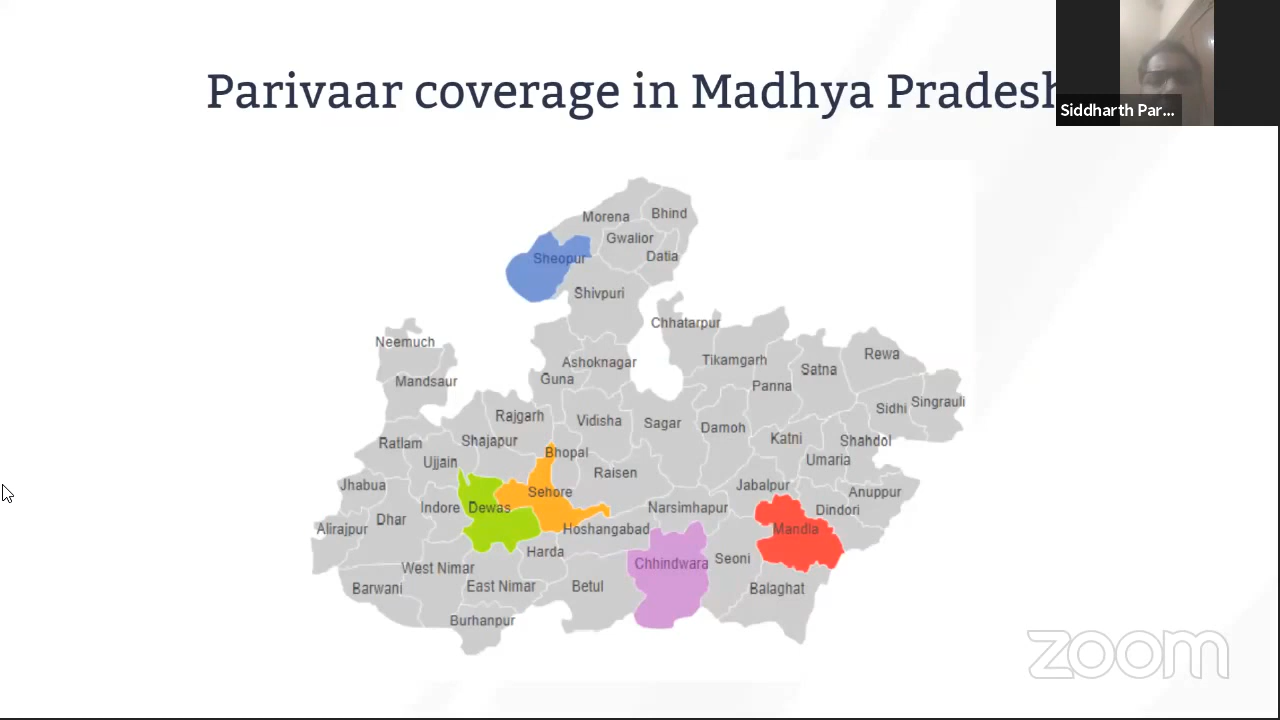 Parivaar coverage in Madhya Pradesh
Siddharth Par...
Morena
Bhind
Gwalior
Datia
Sheopur
Shivpuri
Chhatarpur
Neemuch
Ashoknagar
Tikamgarh
Rewa
Satna
Mandsaur
Guna
Panna
Singrauli
Sidhi
Rajgarh
Vidisha
Sagar
Damoh
Katni
Shahdol
Ratlam
Shajapur
Bhopal
Umaria
Ujjain
Raisen
Jhabua
Jabalpur
Anuppur
Sehore
Indore
Dewas
Narsimhapur
Dindori
Alirajpur
Dhar
Hoshangabad
Mandla
Harda
Chhindwara
Seoni
West Nimar
Barwani
East Nimar
Betul
Balaghat
Burhanpur
zoom